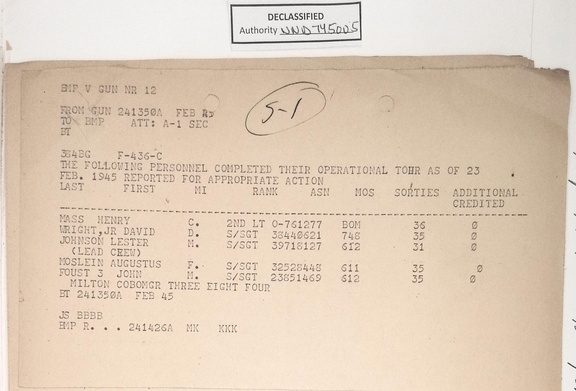 DECLASSIFIED
Authority NND 745005
BMF V GUN NR 12
S-1
FROM GUN 241350A FEB 45
TO BMP ATT: A-1 SEC
BT
384BG F-436-C
THE FOLLOWING PERSONNEL COMPLETED THEIR OPERATIONAL TOUR AS OF 23
FEB. 1945 REPORTED FOR APPROPRIATE ACTION
LAST FIRST MI RANK ASN MOS SORTIES ADDITIONAL
CREDITED
MASS HENRY C. 2ND LT O-761277 BOM 36 0
WRIGHT,JR DAVID D. S/SGT 38440621 748 35 0
JOHNSON LESTER M. S/SGT 39718127 612 31 0
(LEAD CREW)
MOSLEIN AUGUSTUS F. S/SGT 32528448 611 35 0
FOUST 3 JOHN M. S/SGT 23851469 612 35 0
MILTON COBOMGR THREE EIGHT FOUR
BT 241350A FEB 45
JS BBBB
BMP R. . . 241426A MK KKK